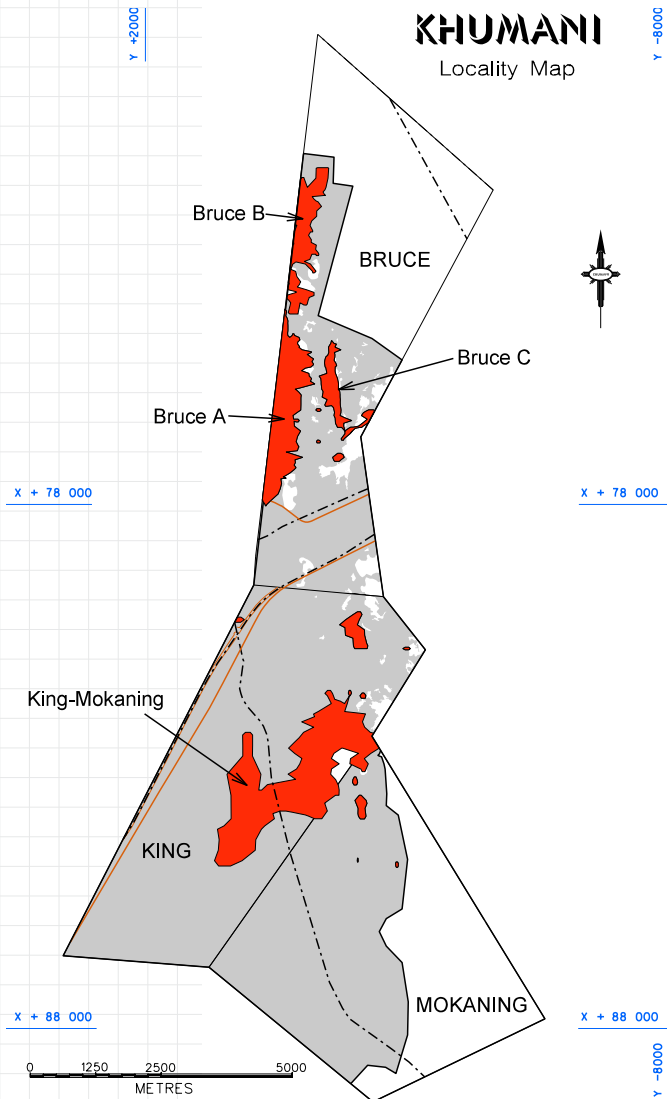 Y +2000
Y -8000
KHUMANI
Locality Map
Bruce B
BRUCE
KHUMANI
Bruce C
Bruce A
X + 78 000
X + 78 000
King-Mokaning
KING
MOKANING
X + 88 000
X + 88 000
0 1250 2500 5000
METRES
Y -8000